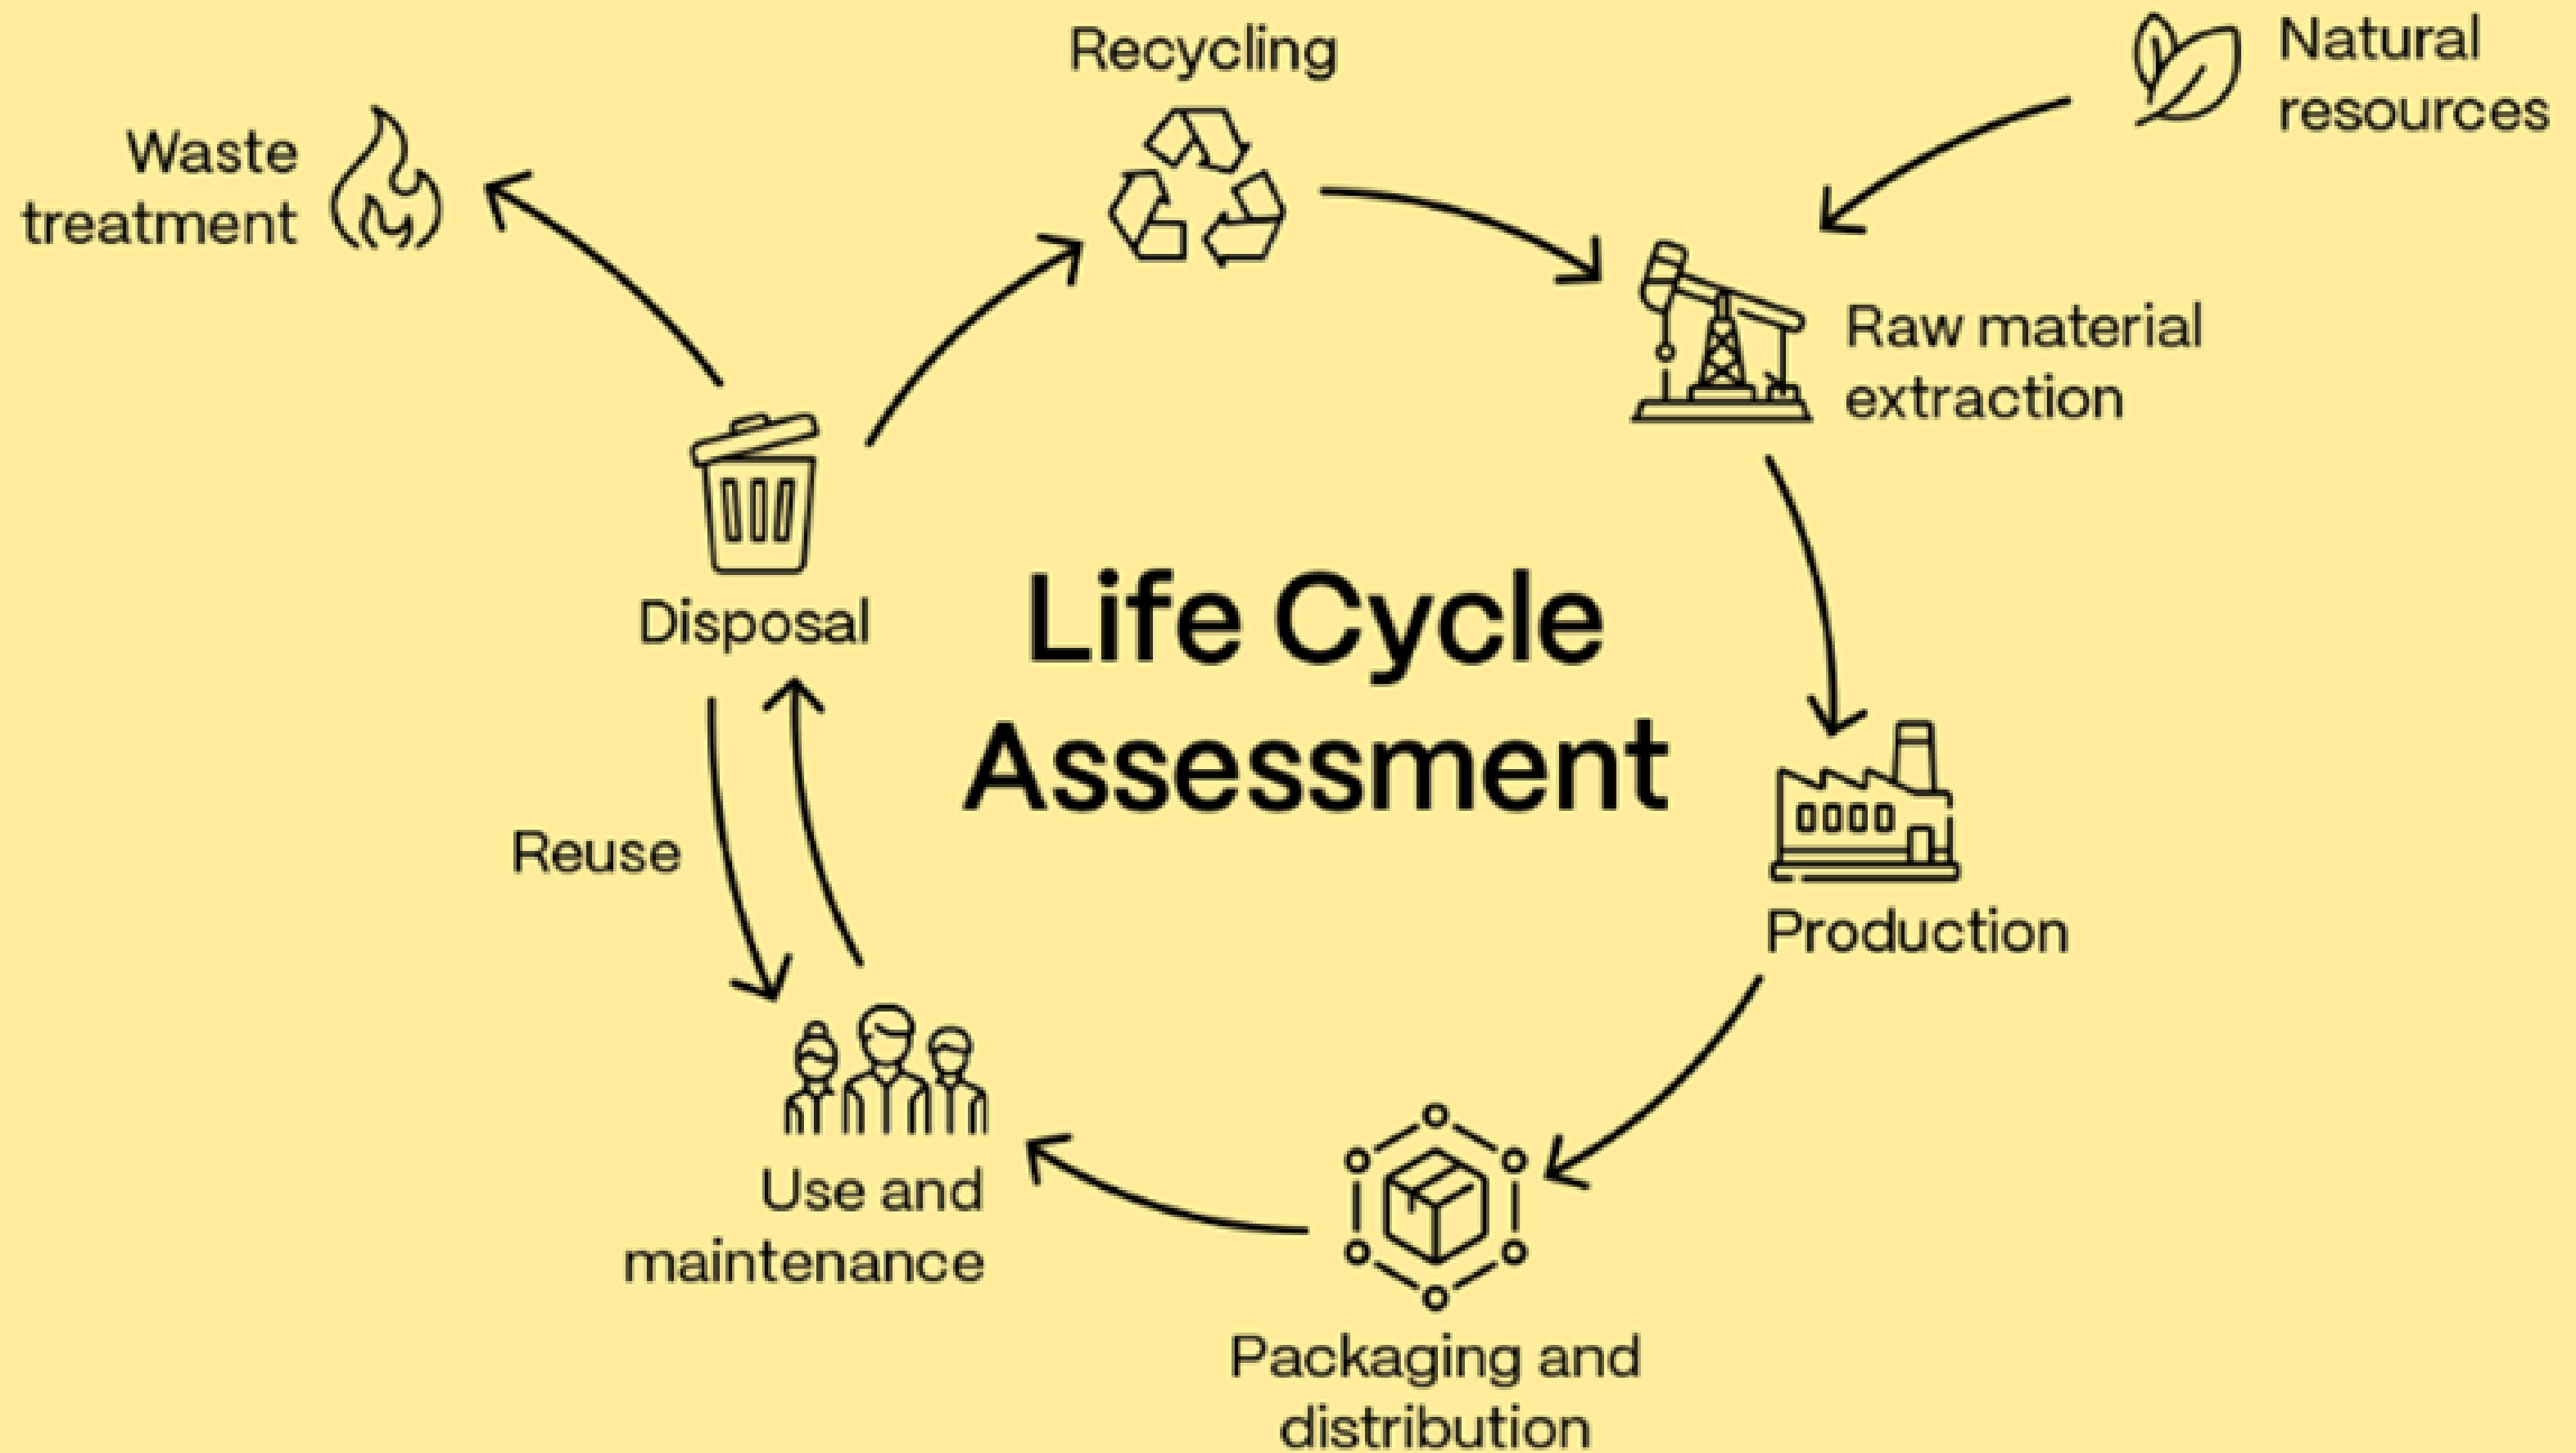 Recycling
Natural
resources
Waste
treatment
Raw material
extraction
Disposal
Life Cycle
Assessment
Reuse
Production
Use and
maintenance
Packaging and
distribution